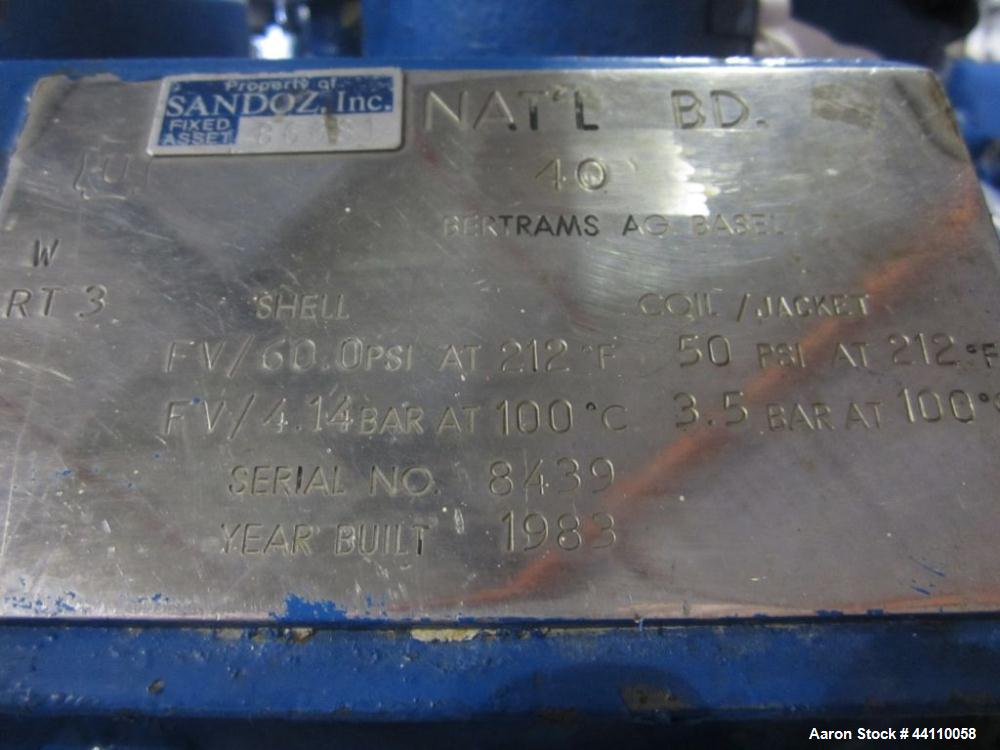 Property of
SANDOZ, Inc.
FIXED
ASSET
NAT'L BD.
40
U
BERTRAMS AG BASEL
W
RT 3
SHELL COIL / JACKET
FV/60.0 PSI AT 212 °F 50 PSI AT 212 °F
FV/4.14 BAR AT 100 °C 3.5 BAR AT 100 °C
SERIAL NO. 8439
YEAR BUILT 1983
Aaron Stock # 44110058